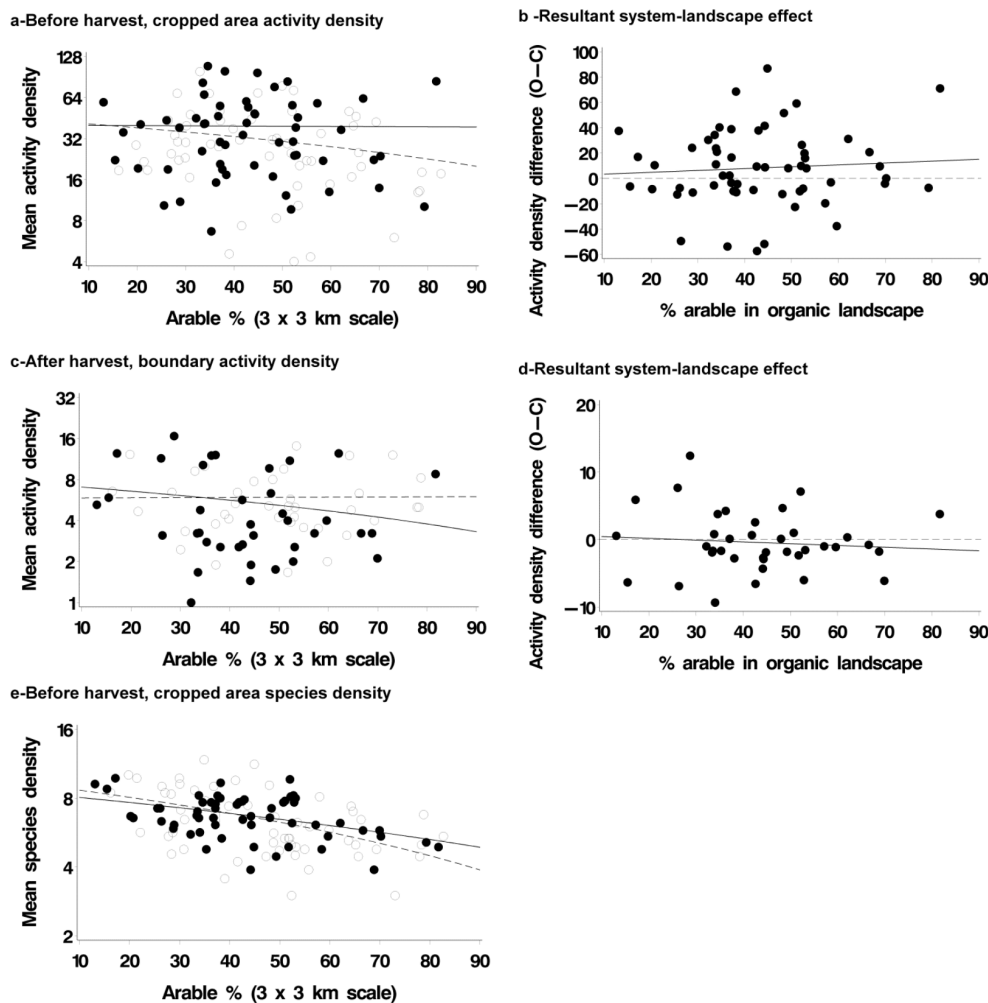 a-Before harvest, cropped area activity density
128
64
32
16
8
4
Mean activity density
10 20 30 40 50 60 70 80 90
Arable % (3 x 3 km scale)
b -Resultant system-landscape effect
100
80
60
40
20
0
−20
−40
−60
Activity density difference (O−C)
10 20 30 40 50 60 70 80 90
% arable in organic landscape
c-After harvest, boundary activity density
32
16
8
4
2
1
Mean activity density
10 20 30 40 50 60 70 80 90
Arable % (3 x 3 km scale)
d-Resultant system-landscape effect
20
10
0
−10
Activity density difference (O−C)
10 20 30 40 50 60 70 80 90
% arable in organic landscape
e-Before harvest, cropped area species density
16
8
4
2
Mean species density
10 20 30 40 50 60 70 80 90
Arable % (3 x 3 km scale)